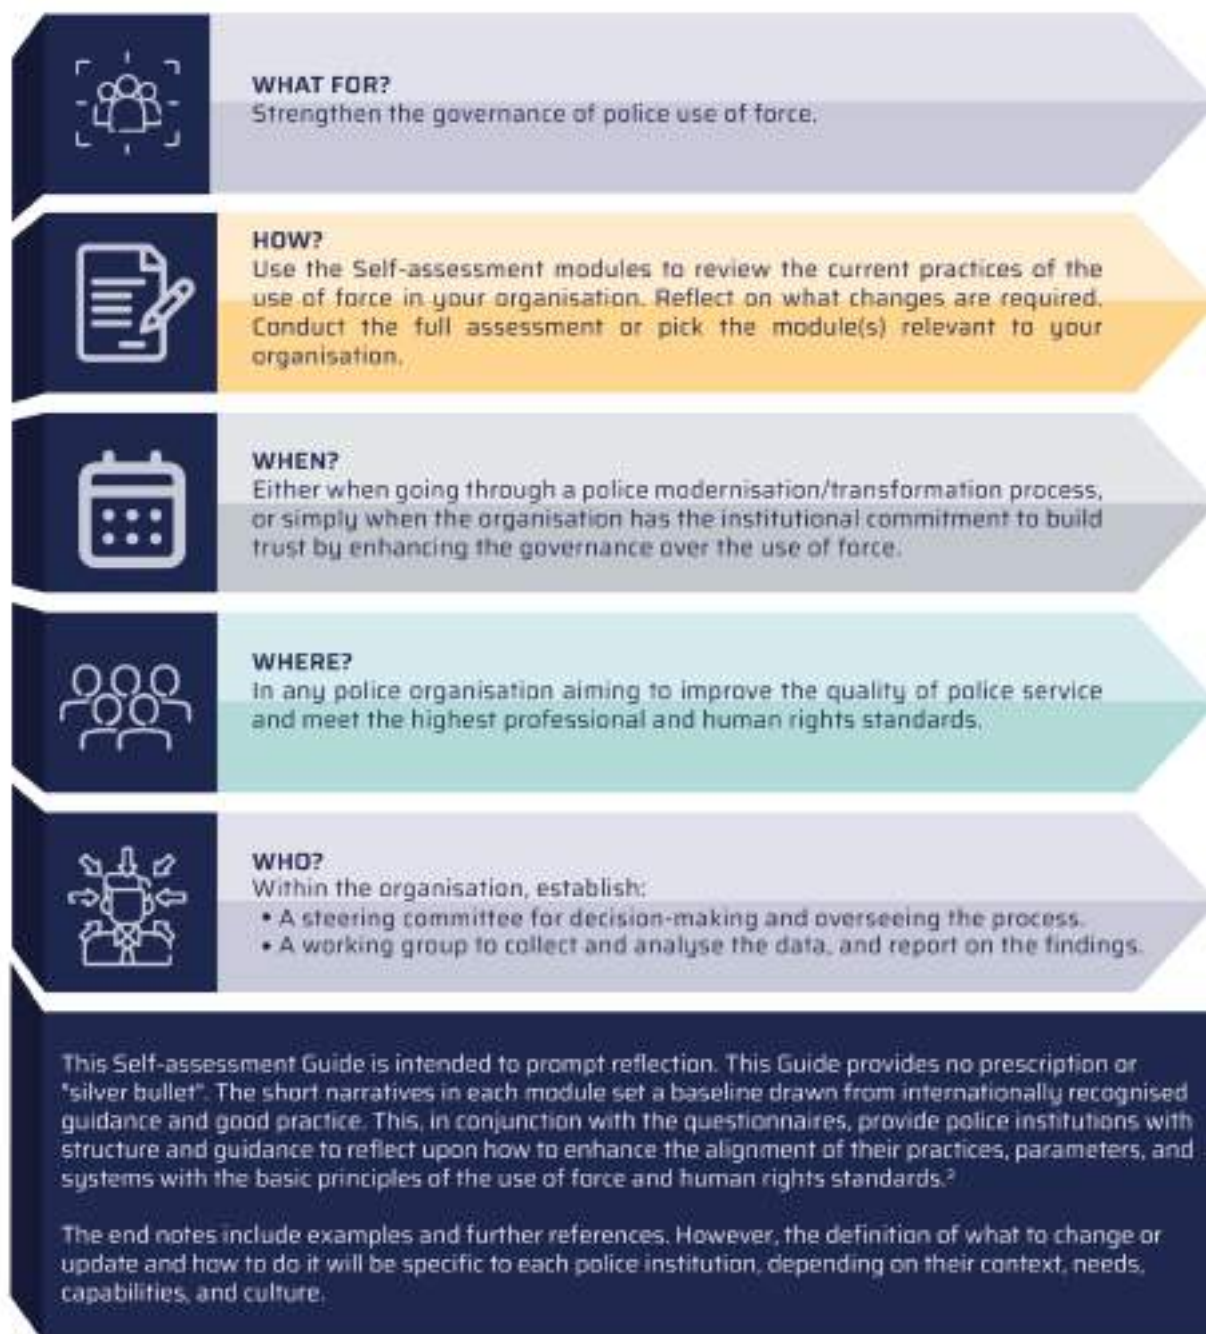 WHAT FOR?
Strengthen the governance of police use of force.
HOW?
Use the Self-assessment modules to review the current practices of the
use of force in your organisation. Reflect on what changes are required.
Conduct the full assessment or pick the module(s) relevant to your
organisation.
WHEN?
Either when going through a police modernisation/transformation process,
or simply when the organisation has the institutional commitment to build
trust by enhancing the governance over the use of force.
WHERE?
In any police organisation aiming to improve the quality of police service
and meet the highest professional and human rights standards.
WHO?
Within the organisation, establish:
• A steering committee for decision-making and overseeing the process.
• A working group to collect and analyse the data, and report on the findings.
This Self-assessment Guide is intended to prompt reflection. This Guide provides no prescription or
"silver bullet". The short narratives in each module set a baseline drawn from internationally recognised
guidance and good practice. This, in conjunction with the questionnaires, provide police institutions with
structure and guidance to reflect upon how to enhance the alignment of their practices, parameters, and
systems with the basic principles of the use of force and human rights standards.²
The end notes include examples and further references. However, the definition of what to change or
update and how to do it will be specific to each police institution, depending on their context, needs,
capabilities, and culture.